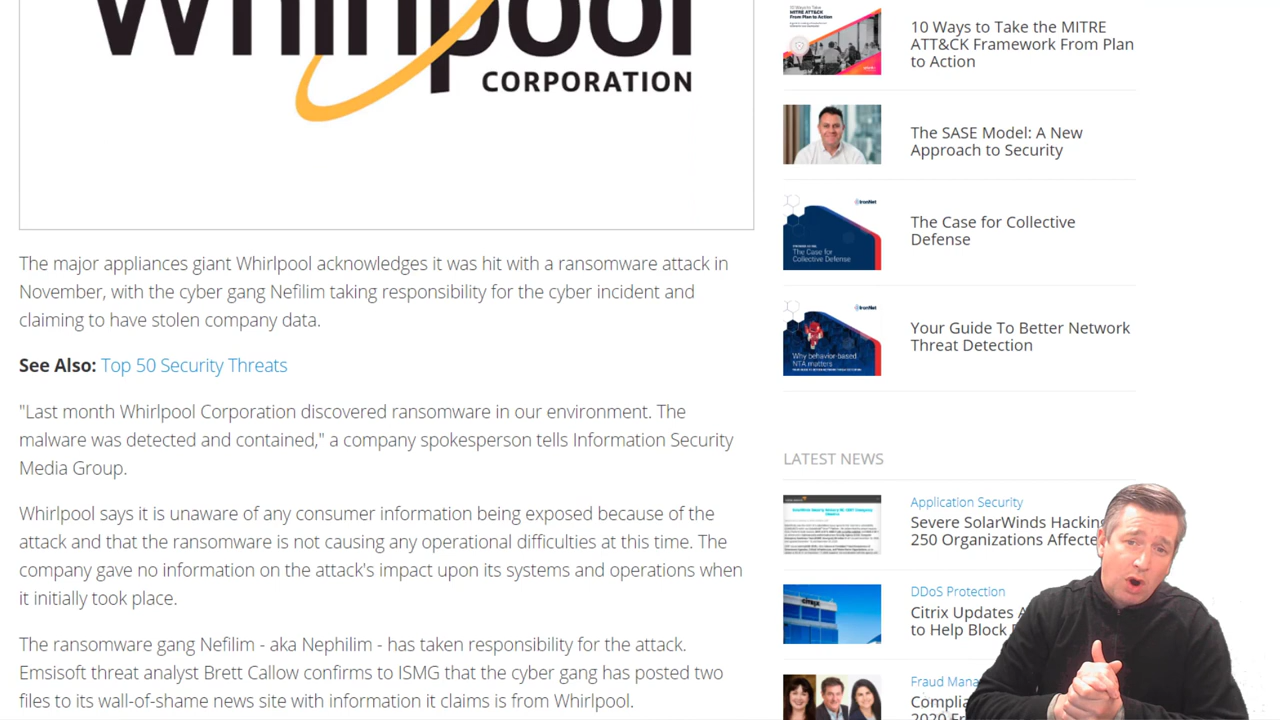 Whirlpool
CORPORATION
The major appliances giant Whirlpool acknowledges it was hit with a ransomware attack in
November, with the cyber gang Nefilim taking responsibility for the cyber incident and
claiming to have stolen company data.
See Also: Top 50 Security Threats
"Last month Whirlpool Corporation discovered ransomware in our environment. The
malware was detected and contained," a company spokesperson tells Information Security
Media Group.
Whirlpool says it is unaware of any consumer information being exposed because of the
attack and the company is not any operational difficulties at this time. The
company gave no information on the attack's impact upon its systems and operations when
it initially took place.
The ransomware gang Nefilim - aka Nephilim - has taken responsibility for the attack.
Emsisoft threat analyst Brett Callow confirms to ISMG that the cyber gang has posted two
files to its wall-of-shame news site with information it claims is from Whirlpool.
MITRE ATT&CK
From Plan to Action
10 Ways to Take the MITRE
ATT&CK Framework From Plan
to Action
The SASE Model: A New
Approach to Security
IronNet
The Case for
Collective Defense
The Case for Collective
Defense
IronNet
Why behavior-based
NTA matters
Your Guide To Better Network
Threat Detection
LATEST NEWS
Application Security
Severe SolarWinds Hacking
250 Organizations Affected
CITRIX
DDoS Protection
Citrix Updates
to Help Block
Fraud